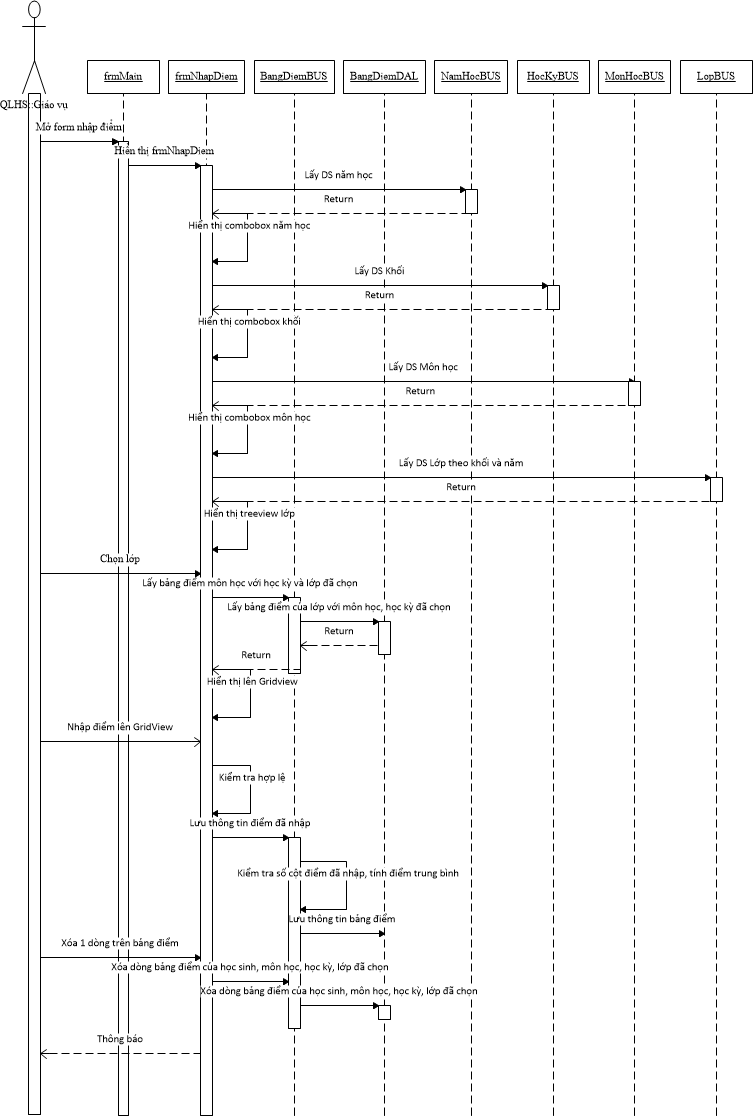 frmMain
frmNhapDiem
BangDiemBUS
BangDiemDAL
NamHocBUS
HocKyBUS
MonHocBUS
LopBUS
QLHS::Giáo vụ
Mở form nhập điểm
Hiển thị frmNhapDiem
Lấy DS năm học
Return
Hiển thị combobox năm học
Lấy DS Khối
Return
Hiển thị combobox khối
Lấy DS Môn học
Return
Hiển thị combobox môn học
Lấy DS Lớp theo khối và năm
Return
Hiển thị treeview lớp
Chọn lớp
Lấy bảng điểm môn học với học kỳ và lớp đã chọn
Lấy bảng điểm của lớp với môn học, học kỳ đã chọn
Return
Return
Hiển thị lên Gridview
Nhập điểm lên GridView
Kiểm tra hợp lệ
Lưu thông tin điểm đã nhập
Kiểm tra số cột điểm đã nhập, tính điểm trung bình
Lưu thông tin bảng điểm
Xóa 1 dòng trên bảng điểm
Xóa dòng bảng điểm của học sinh, môn học, học kỳ, lớp đã chọn
Xóa dòng bảng điểm của học sinh, môn học, học kỳ, lớp đã chọn
Thông báo